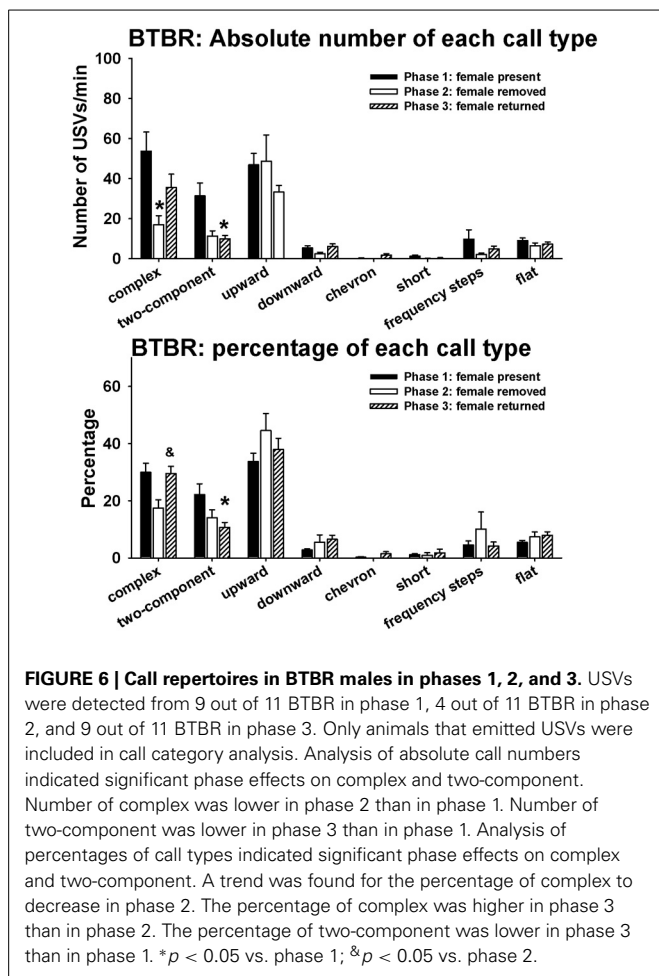 BTBR: Absolute number of each call type
Number of USVs/min
100
80
60
40
20
0
Phase 1: female present
Phase 2: female removed
Phase 3: female returned
*
*
complex
two-component
upward
downward
chevron
short
frequency steps
flat
BTBR: percentage of each call type
Percentage
60
40
20
0
Phase 1: female present
Phase 2: female removed
Phase 3: female returned
&
*
complex
two-component
upward
downward
chevron
short
frequency steps
flat
FIGURE 6 | Call repertoires in BTBR males in phases 1, 2, and 3. USVs
were detected from 9 out of 11 BTBR in phase 1, 4 out of 11 BTBR in phase
2, and 9 out of 11 BTBR in phase 3. Only animals that emitted USVs were
included in call category analysis. Analysis of absolute call numbers
indicated significant phase effects on complex and two-component.
Number of complex was lower in phase 2 than in phase 1. Number of
two-component was lower in phase 3 than in phase 1. Analysis of
percentages of call types indicated significant phase effects on complex
and two-component. A trend was found for the percentage of complex to
decrease in phase 2. The percentage of complex was higher in phase 3
than in phase 2. The percentage of two-component was lower in phase 3
than in phase 1. *p < 0.05 vs. phase 1; &p < 0.05 vs. phase 2.